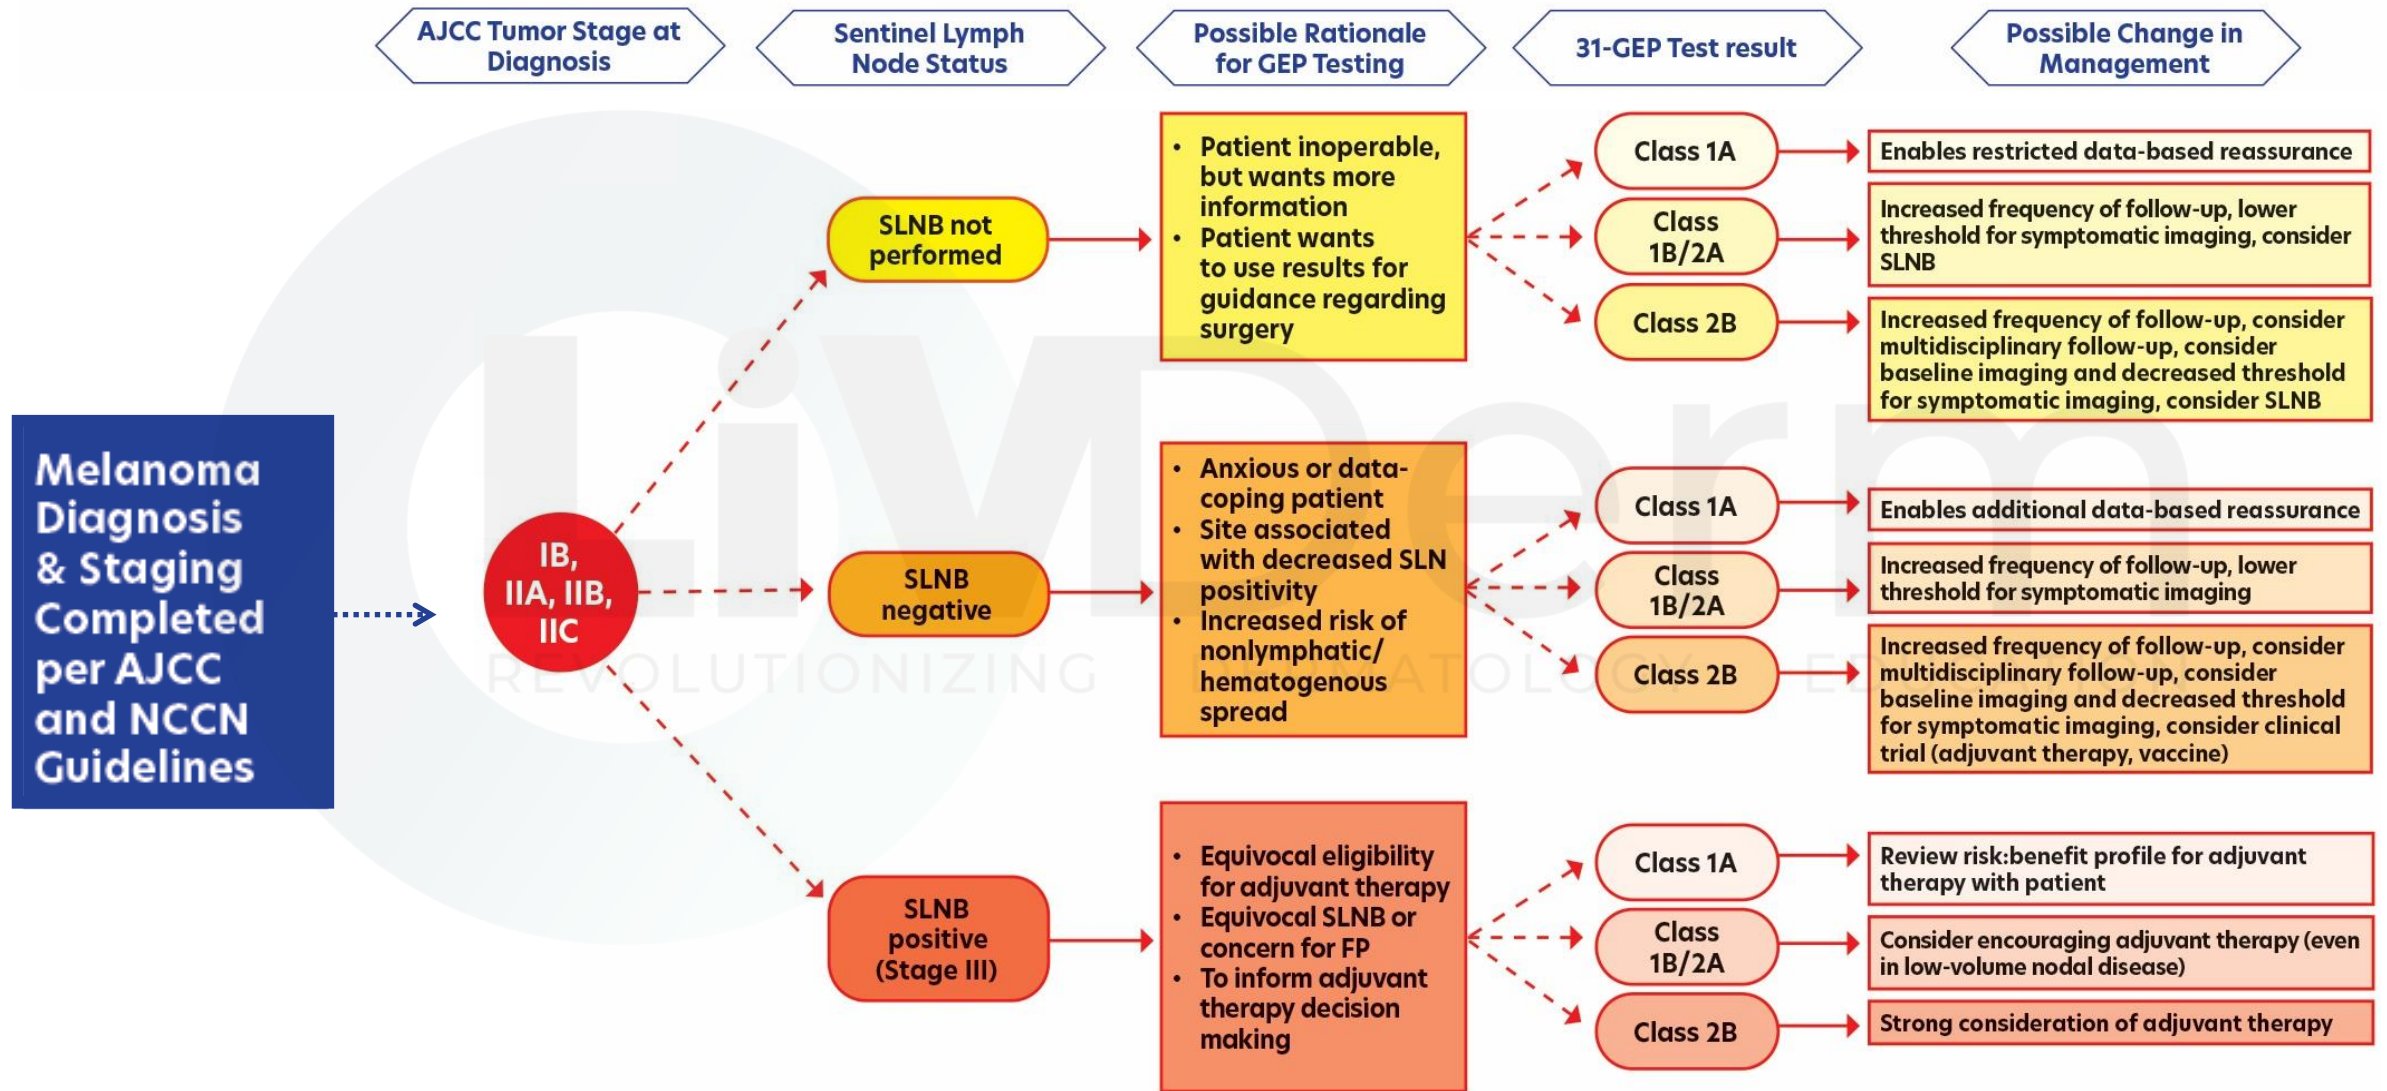 AJCC Tumor Stage at
Diagnosis
Sentinel Lymph
Node Status
Possible Rationale
for GEP Testing
31-GEP Test result
Possible Change in
Management
Melanoma
Diagnosis
& Staging
Completed
per AJCC
and NCCN
Guidelines
IB,
IIA, IIB,
IIC
SLNB not
performed
• Patient inoperable,
but wants more
information
• Patient wants
to use results for
guidance regarding
surgery
Class 1A
Enables restricted data-based reassurance
Class
1B/2A
Increased frequency of follow-up, lower
threshold for symptomatic imaging, consider
SLNB
Class 2B
Increased frequency of follow-up, consider
multidisciplinary follow-up, consider
baseline imaging and decreased threshold
for symptomatic imaging, consider SLNB
SLNB
negative
• Anxious or data-
coping patient
• Site associated
with decreased SLN
positivity
• Increased risk of
nonlymphatic/
hematogenous
spread
Class 1A
Enables additional data-based reassurance
Class
1B/2A
Increased frequency of follow-up, lower
threshold for symptomatic imaging
Class 2B
Increased frequency of follow-up, consider
multidisciplinary follow-up, consider
baseline imaging and decreased threshold
for symptomatic imaging, consider clinical
trial (adjuvant therapy, vaccine)
SLNB
positive
(Stage III)
• Equivocal eligibility
for adjuvant therapy
• Equivocal SLNB or
concern for FP
• To inform adjuvant
therapy decision
making
Class 1A
Review risk:benefit profile for adjuvant
therapy with patient
Class
1B/2A
Consider encouraging adjuvant therapy (even
in low-volume nodal disease)
Class 2B
Strong consideration of adjuvant therapy
LiVDerm
REVOLUTIONIZING DERMATOLOGY EDUCATION